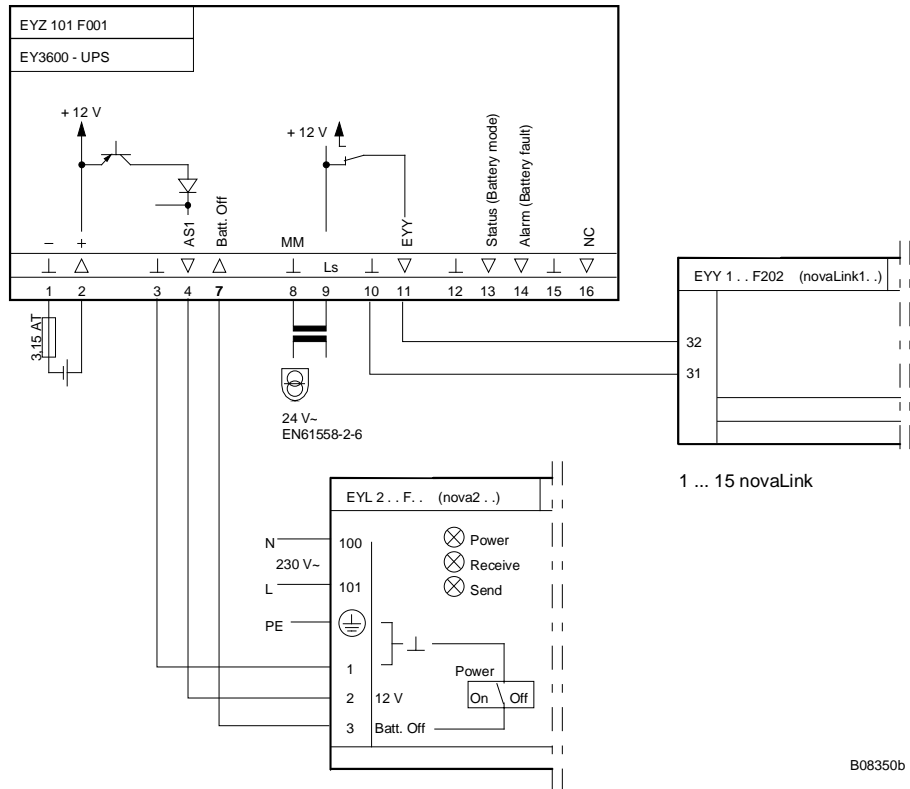 EYZ 101 F001
EY3600 - UPS
+ 12 V
+ 12 V
− + AS1 Batt. Off MM Ls EYY Status (Battery mode) Alarm (Battery fault) NC
1 2 3 4 7 8 9 10 11 12 13 14 15 16
3,15 AT
24 V~
EN61558-2-6
EYY 1 . . F202 (novaLink1. .)
32
31
1 ... 15 novaLink
EYL 2 . . F. . (nova2 . .)
N 100
230 V~
L 101
PE
Power
Receive
Send
1
2 12 V
3 Batt. Off
Power
On Off
B08350b